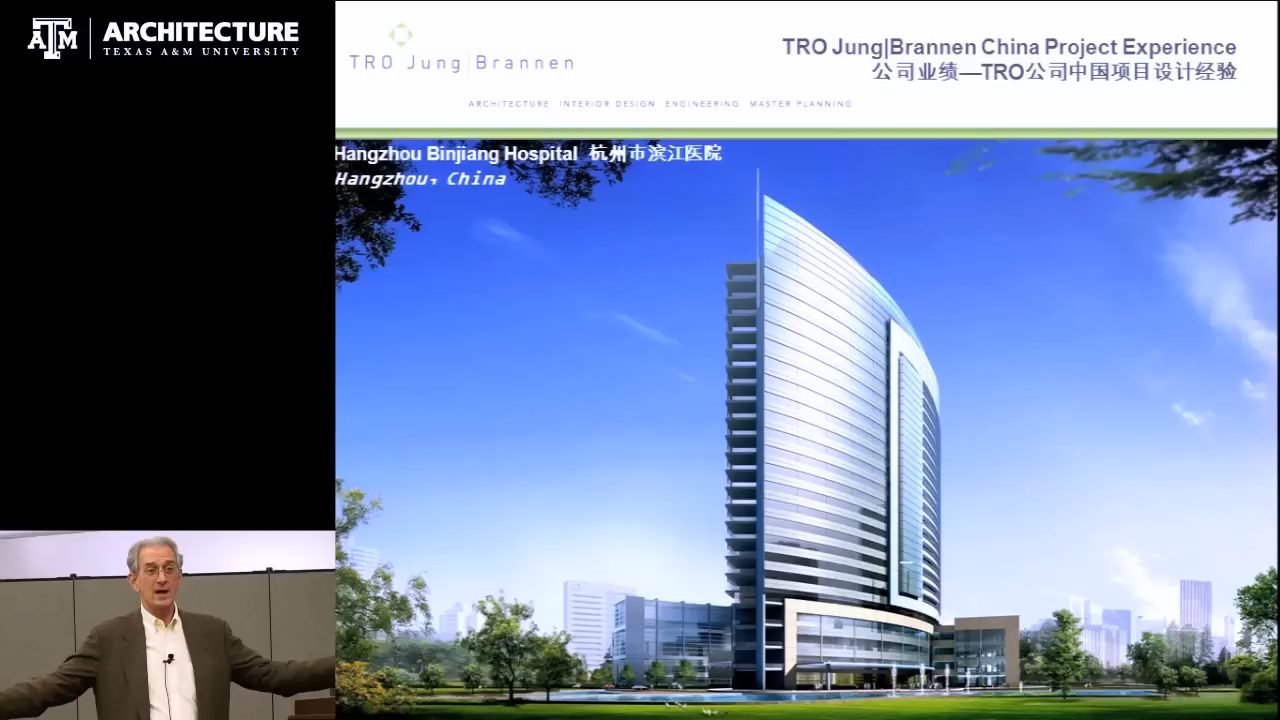 ATM ARCHITECTURE
TEXAS A&M UNIVERSITY
TRO Jung|Brannen
TRO Jung|Brannen China Project Experience
公司业绩—TRO公司中国项目设计经验
ARCHITECTURE INTERIOR DESIGN ENGINEERING MASTER PLANNING
Hangzhou Binjiang Hospital 杭州市滨江医院
Hangzhou, China